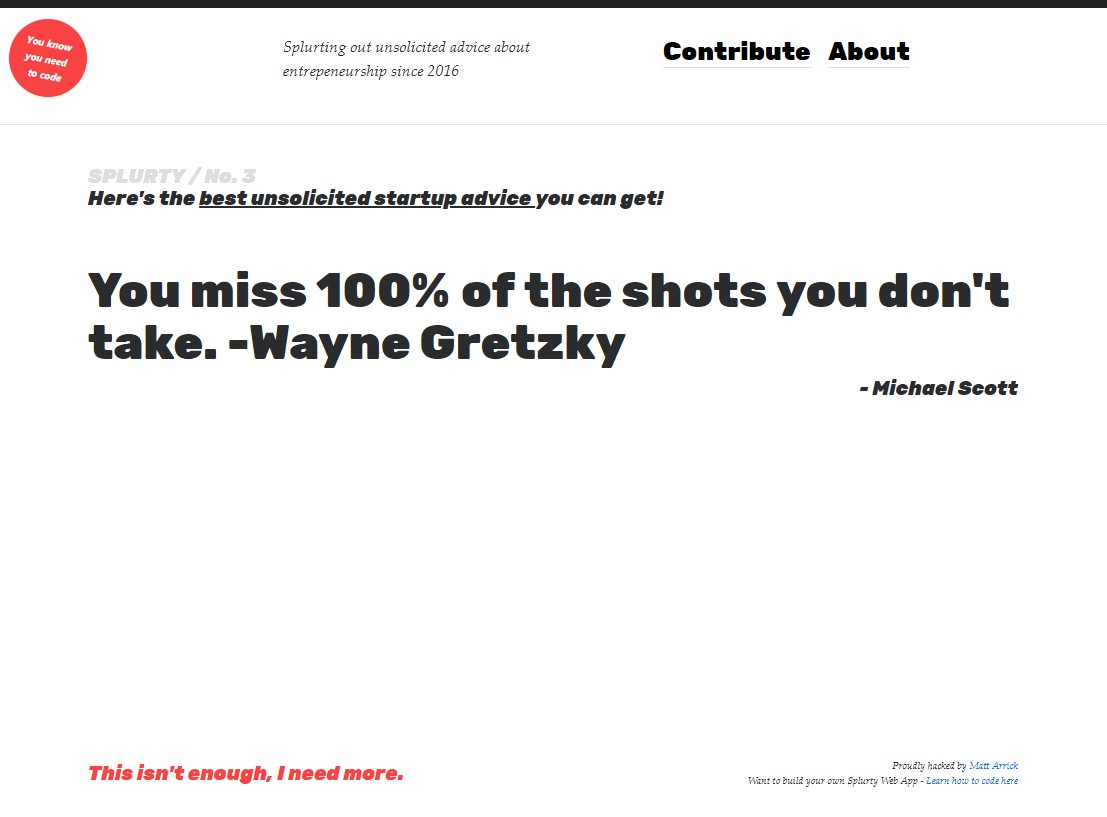 You know
you need
to code
Splurting out unsolicited advice about
entrepeneurship since 2016
Contribute About
SPLURTY / No. 3
Here's the best unsolicited startup advice you can get!
You miss 100% of the shots you don't
take. -Wayne Gretzky
- Michael Scott
This isn't enough, I need more.
Proudly hacked by Matt Arrick
Want to build your own Splurty Web App - Learn how to code here